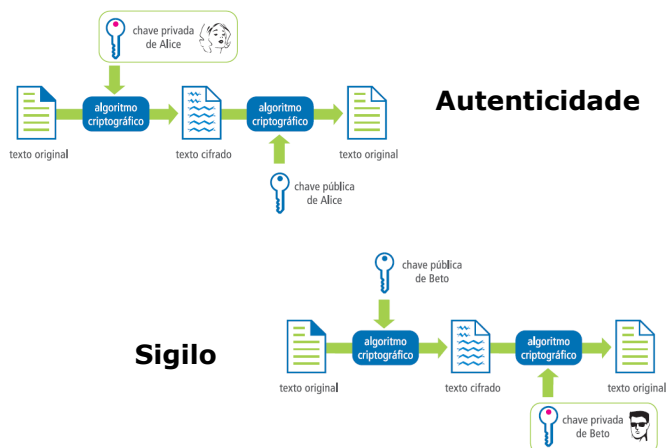 chave privada
de Alice
Autenticidade
algoritmo
criptográfico
algoritmo
criptográfico
texto original
texto cifrado
texto original
chave pública
de Alice
chave pública
de Beto
Sigilo
algoritmo
criptográfico
algoritmo
criptográfico
texto original
texto cifrado
texto original
chave privada
de Beto